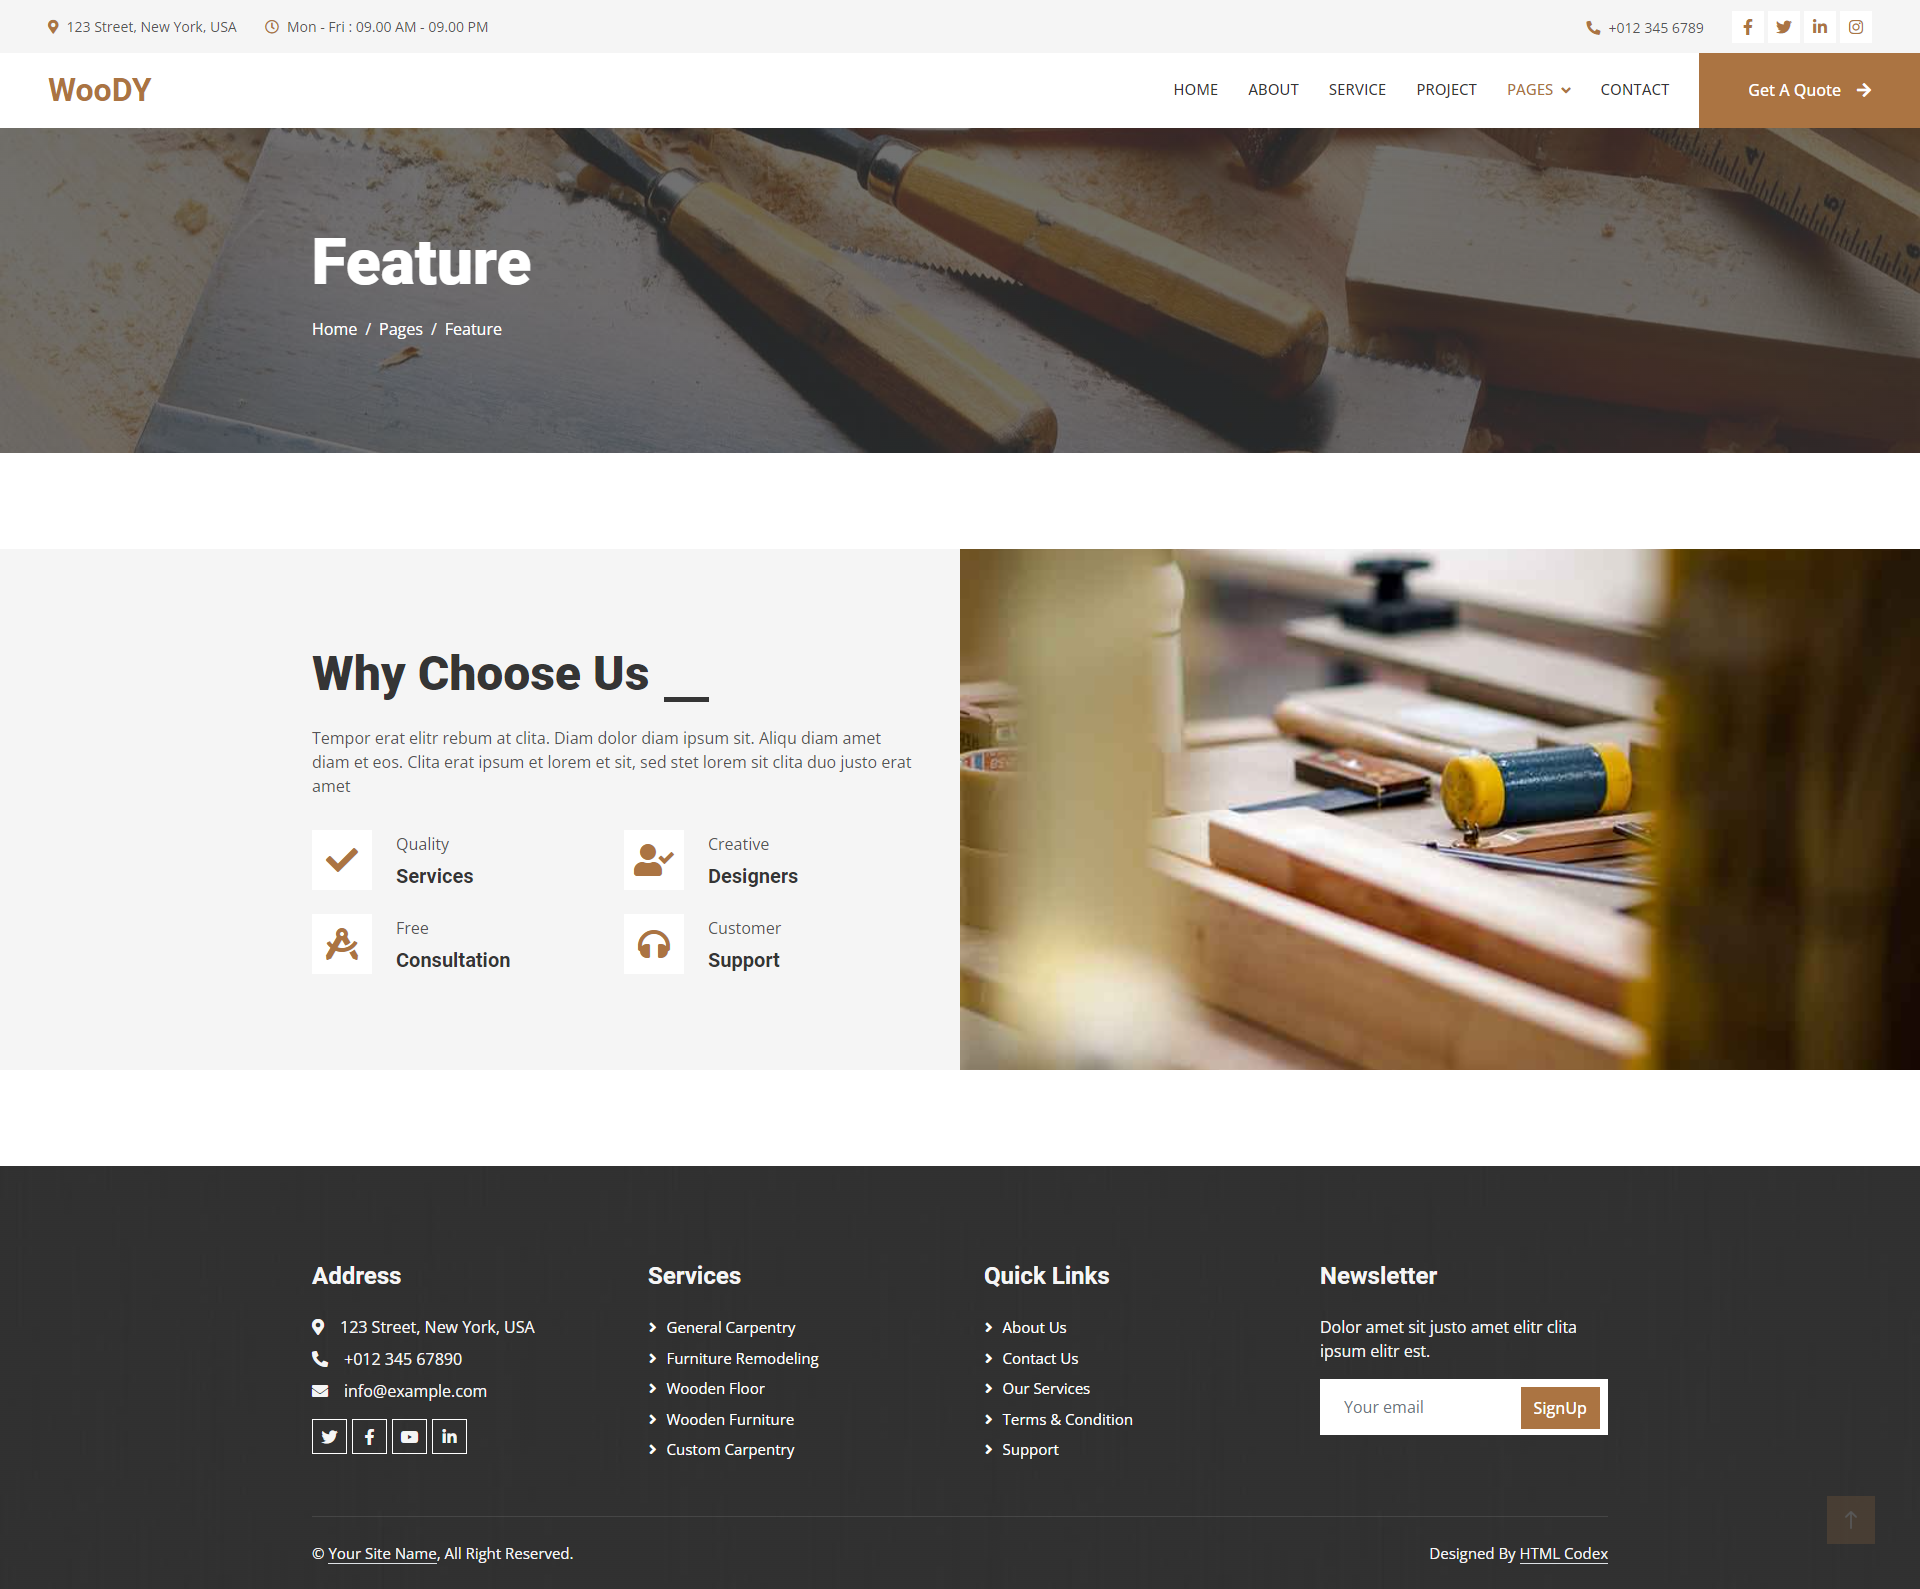 123 Street, New York, USA
Mon - Fri : 09.00 AM - 09.00 PM
+012 345 6789
WooDY
HOME
ABOUT
SERVICE
PROJECT
PAGES
CONTACT
Get A Quote
Feature
Home / Pages / Feature
Why Choose Us
Tempor erat elitr rebum at clita. Diam dolor diam ipsum sit. Aliqu diam amet
diam et eos. Clita erat ipsum et lorem et sit, sed stet lorem sit clita duo justo erat
amet
Quality
Services
Creative
Designers
Free
Consultation
Customer
Support
Address
123 Street, New York, USA
+012 345 67890
info@example.com
Services
General Carpentry
Furniture Remodeling
Wooden Floor
Wooden Furniture
Custom Carpentry
Quick Links
About Us
Contact Us
Our Services
Terms & Condition
Support
Newsletter
Dolor amet sit justo amet elitr clita
ipsum elitr est.
Your email
SignUp
© Your Site Name, All Right Reserved.
Designed By HTML Codex